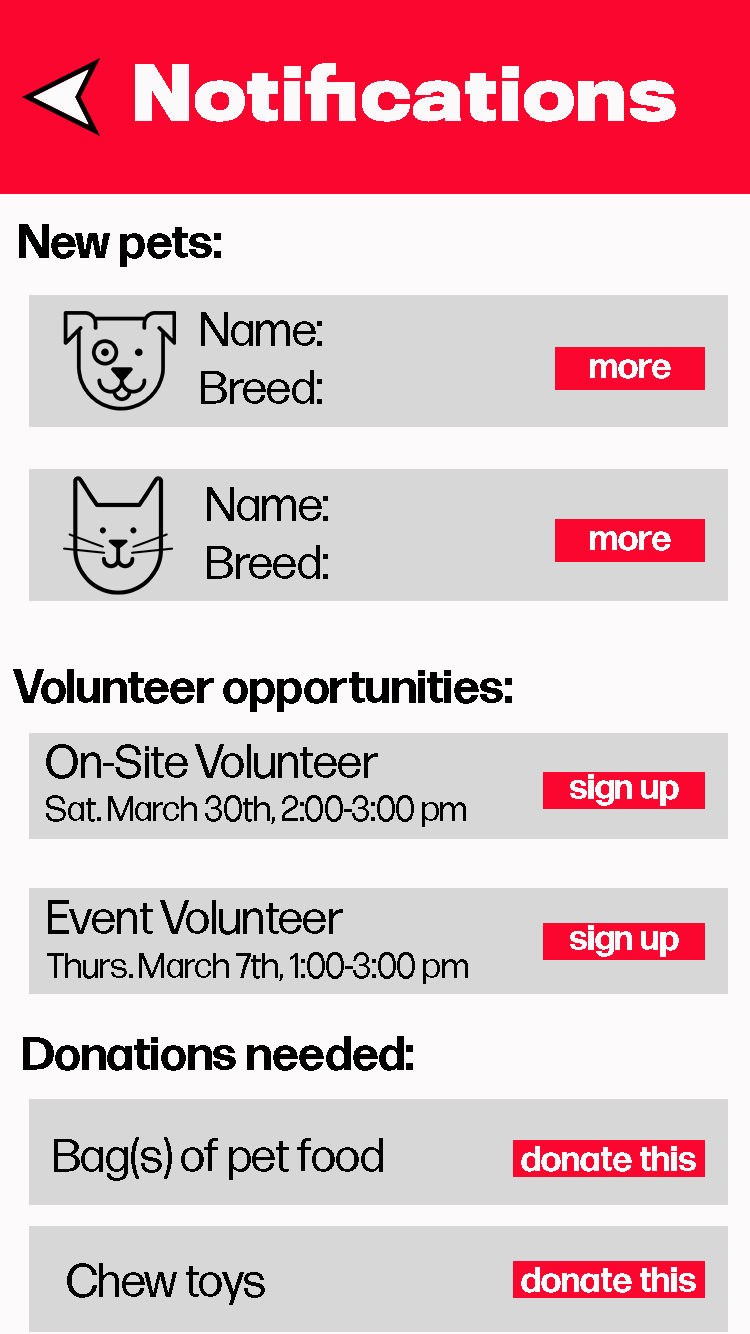 Notifications
New pets:
Name:
Breed:
more
Name:
Breed:
more
Volunteer opportunities:
On-Site Volunteer
Sat. March 30th, 2:00-3:00 pm
sign up
Event Volunteer
Thurs. March 7th, 1:00-3:00 pm
sign up
Donations needed:
Bag(s) of pet food
donate this
Chew toys
donate this